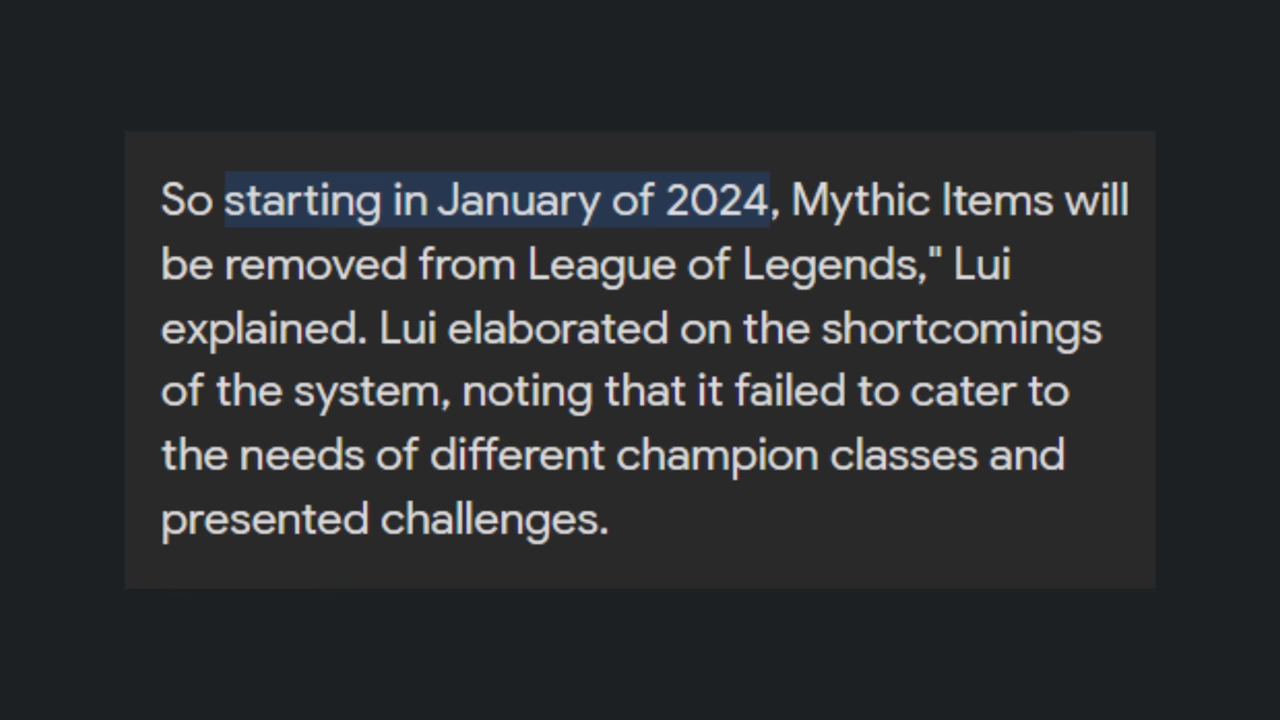 So starting in January of 2024, Mythic Items will
be removed from League of Legends," Lui
explained. Lui elaborated on the shortcomings
of the system, noting that it failed to cater to
the needs of different champion classes and
presented challenges.